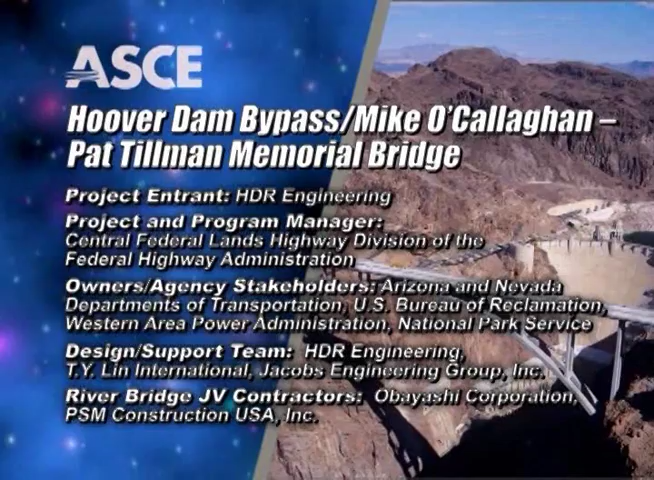 ASCE
Hoover Dam Bypass/Mike O'Callaghan –
Pat Tillman Memorial Bridge
Project Entrant: HDR Engineering
Project and Program Manager:
Central Federal Lands Highway Division of the
Federal Highway Administration
Owners/Agency Stakeholders: Arizona and Nevada
Departments of Transportation, U.S. Bureau of Reclamation,
Western Area Power Administration, National Park Service
Design/Support Team: HDR Engineering,
T.Y. Lin International, Jacobs Engineering Group, Inc.
River Bridge JV Contractors: Obayashi Corporation,
PSM Construction USA, Inc.